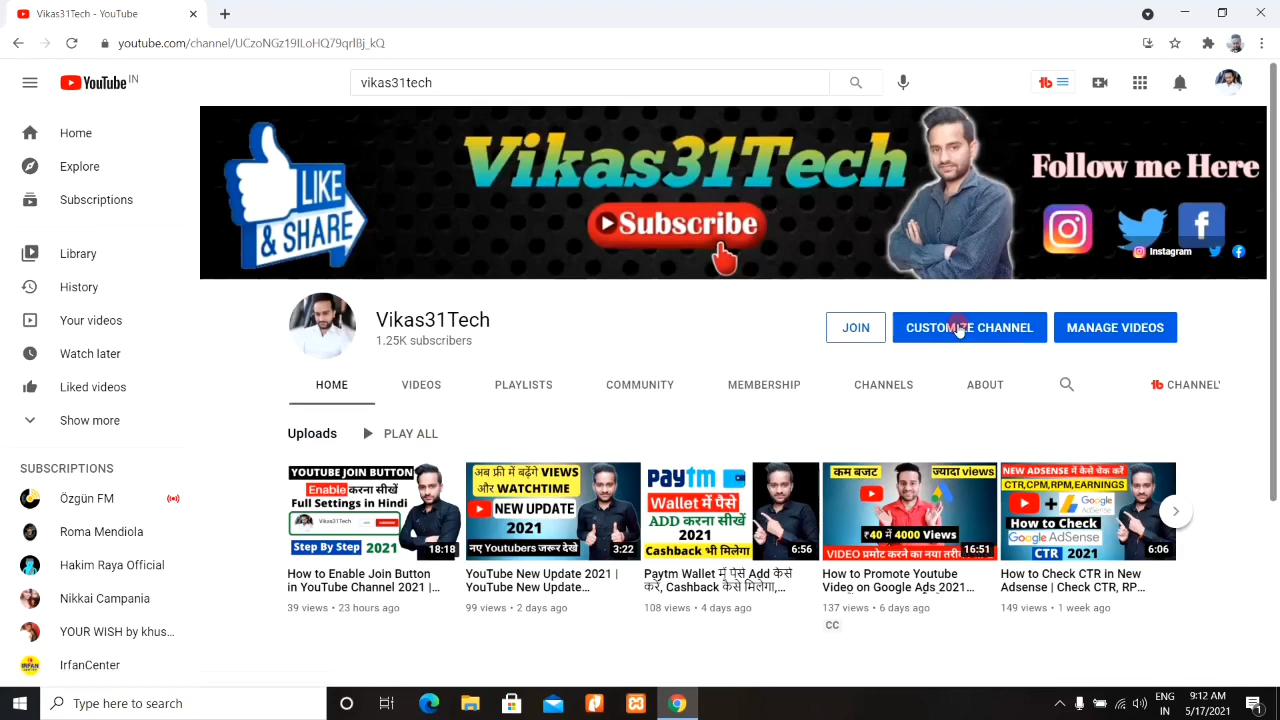 Vikas31Tech - YouTube
youtube.com/channel/UCzoNGz19IIoHQ79qrlBj_kQ
YouTube IN
vikas31tech
Home
Explore
Subscriptions
Library
History
Your videos
Watch later
Liked videos
Show more
SUBSCRIPTIONS
Özgün FM
Roma Mendiola
Hakim Raya Official
Nikkai Campania
YOUR WISH by khus...
IrfanCenter
LIKE
& SHARE
Vikas31Tech
Subscribe
Follow me Here
Instagram
Vikas31Tech
1.25K subscribers
JOIN
CUSTOMIZE CHANNEL
MANAGE VIDEOS
HOME
VIDEOS
PLAYLISTS
COMMUNITY
MEMBERSHIP
CHANNELS
ABOUT
CHANNEL'
Uploads
PLAY ALL
YOUTUBE JOIN BUTTON
Enable करना सीखीं
Full Settings in Hindi
Vikas31Tech
Step By Step 2021
18:18
How to Enable Join Button
in YouTube Channel 2021 |...
39 views • 23 hours ago
अब फ्री में बढ़ेंगे VIEWS
और WATCHTIME
NEW UPDATE
2021
नए Youtubers जरूर देखे
3:22
YouTube New Update 2021 |
YouTube New Update...
99 views • 2 days ago
paytm
Wallet में पैसे
ADD करना सीखें
2021
Cashback भी मिलेगा
6:56
Paytm Wallet में पैसे Add कैसे
करें, Cashback कैसे मिलेगा,...
108 views • 4 days ago
कम बजट
ज्यादा views
₹40 में 4000 Views
VIDEO प्रमोट करने का नया तरी
16:51
How to Promote Youtube
Video on Google Ads 2021...
137 views • 6 days ago
CC
NEW ADSENSE में कैसे चेक करें
CTR,CPM,RPM,EARNINGS
Google
AdSense
How to Check
Google AdSense
CTR 2021
6:06
How to Check CTR in New
Adsense | Check CTR, RP...
149 views • 1 week ago
Type here to search
ENG
IN
9:12 AM
5/17/2021
1